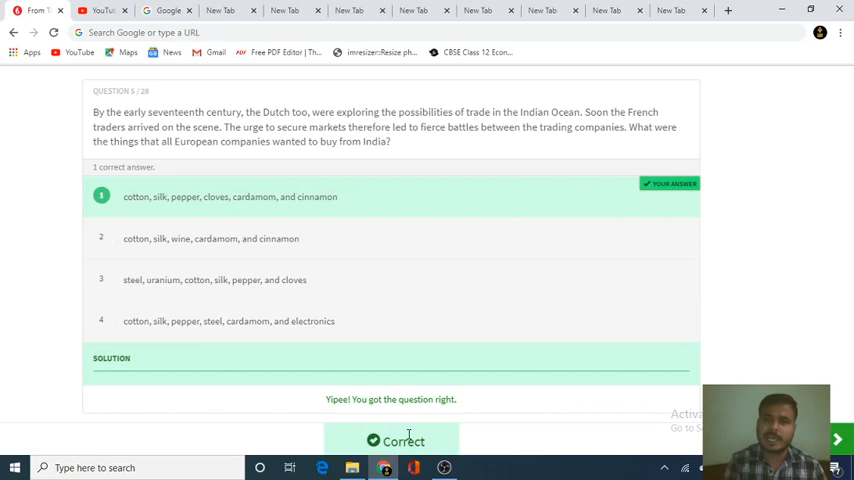 From T
YouTu
Google
New Tab
New Tab
New Tab
New Tab
New Tab
New Tab
New Tab
New Tab
Search Google or type a URL
Apps
YouTube
Maps
News
Gmail
Free PDF Editor | Th...
imresizer:Resize ph...
CBSE Class 12 Econ...
QUESTION 5 / 28
By the early seventeenth century, the Dutch too, were exploring the possibilities of trade in the Indian Ocean. Soon the French
traders arrived on the scene. The urge to secure markets therefore led to fierce battles between the trading companies. What were
the things that all European companies wanted to buy from India?
1 correct answer.
YOUR ANSWER
1 cotton, silk, pepper, cloves, cardamom, and cinnamon
2 cotton, silk, wine, cardamom, and cinnamon
3 steel, uranium, cotton, silk, pepper, and cloves
4 cotton, silk, pepper, steel, cardamom, and electronics
SOLUTION
Yipee! You got the question right.
Activa
Go to S
Correct
Type here to search